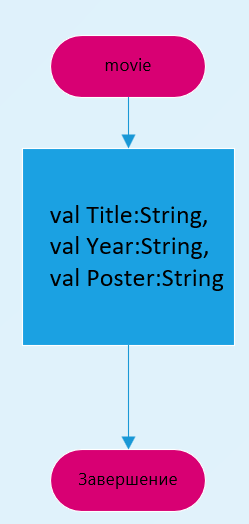 movie
val Title:String,
val Year:String,
val Poster:String
Завершение